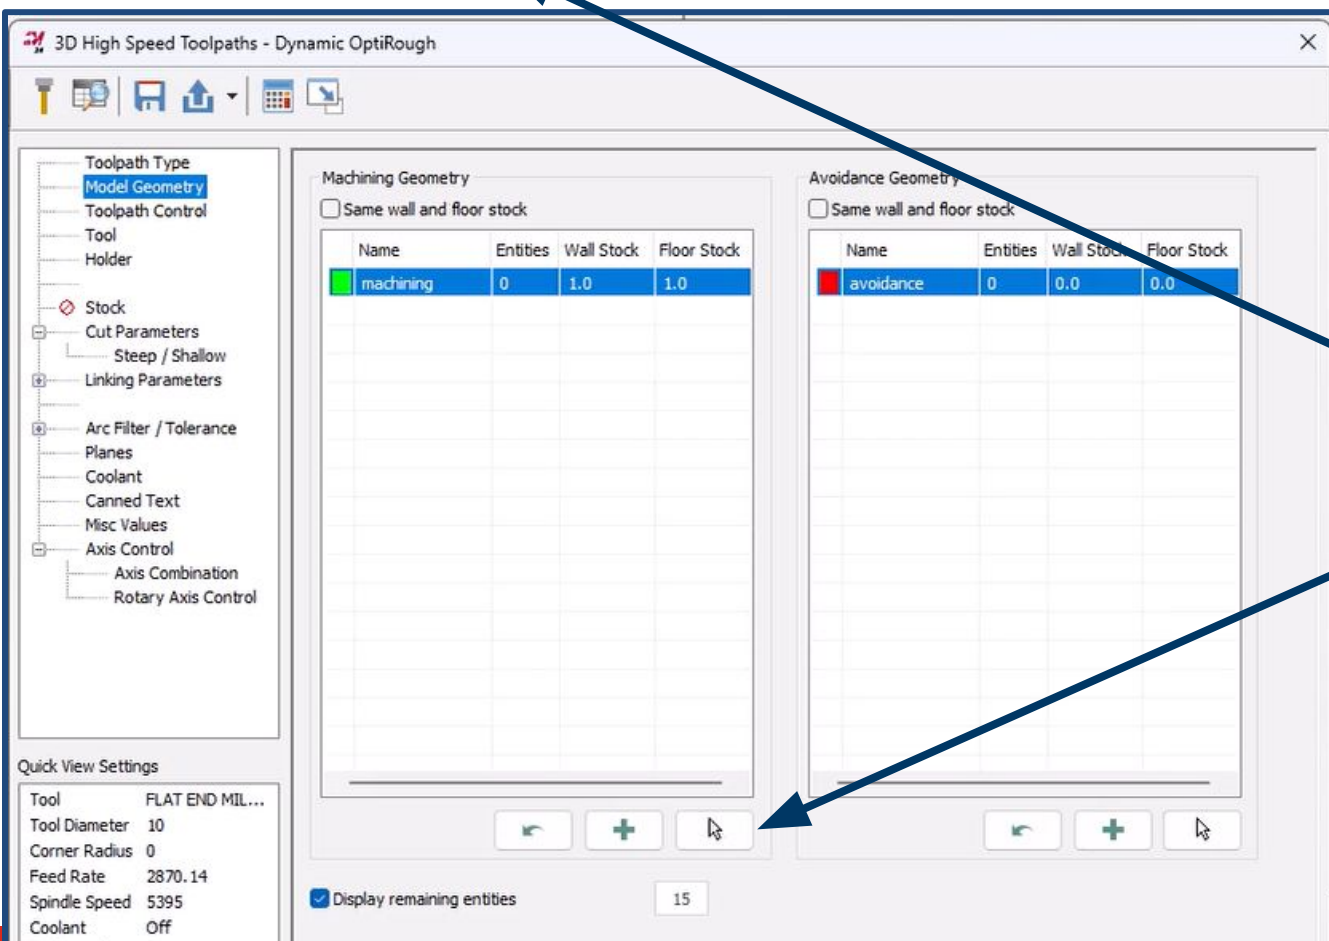 3D High Speed Toolpaths - Dynamic OptiRough
Toolpath Type
Model Geometry
Toolpath Control
Tool
Holder
Stock
Cut Parameters
Steep / Shallow
Linking Parameters
Arc Filter / Tolerance
Planes
Coolant
Canned Text
Misc Values
Axis Control
Axis Combination
Rotary Axis Control
Quick View Settings
Tool FLAT END MIL...
Tool Diameter 10
Corner Radius 0
Feed Rate 2870.14
Spindle Speed 5395
Coolant Off
Machining Geometry
Same wall and floor stock
Name Entities Wall Stock Floor Stock
machining 0 1.0 1.0
Display remaining entities 15
Avoidance Geometry
Same wall and floor stock
Name Entities Wall Stock Floor Stock
avoidance 0 0.0 0.0